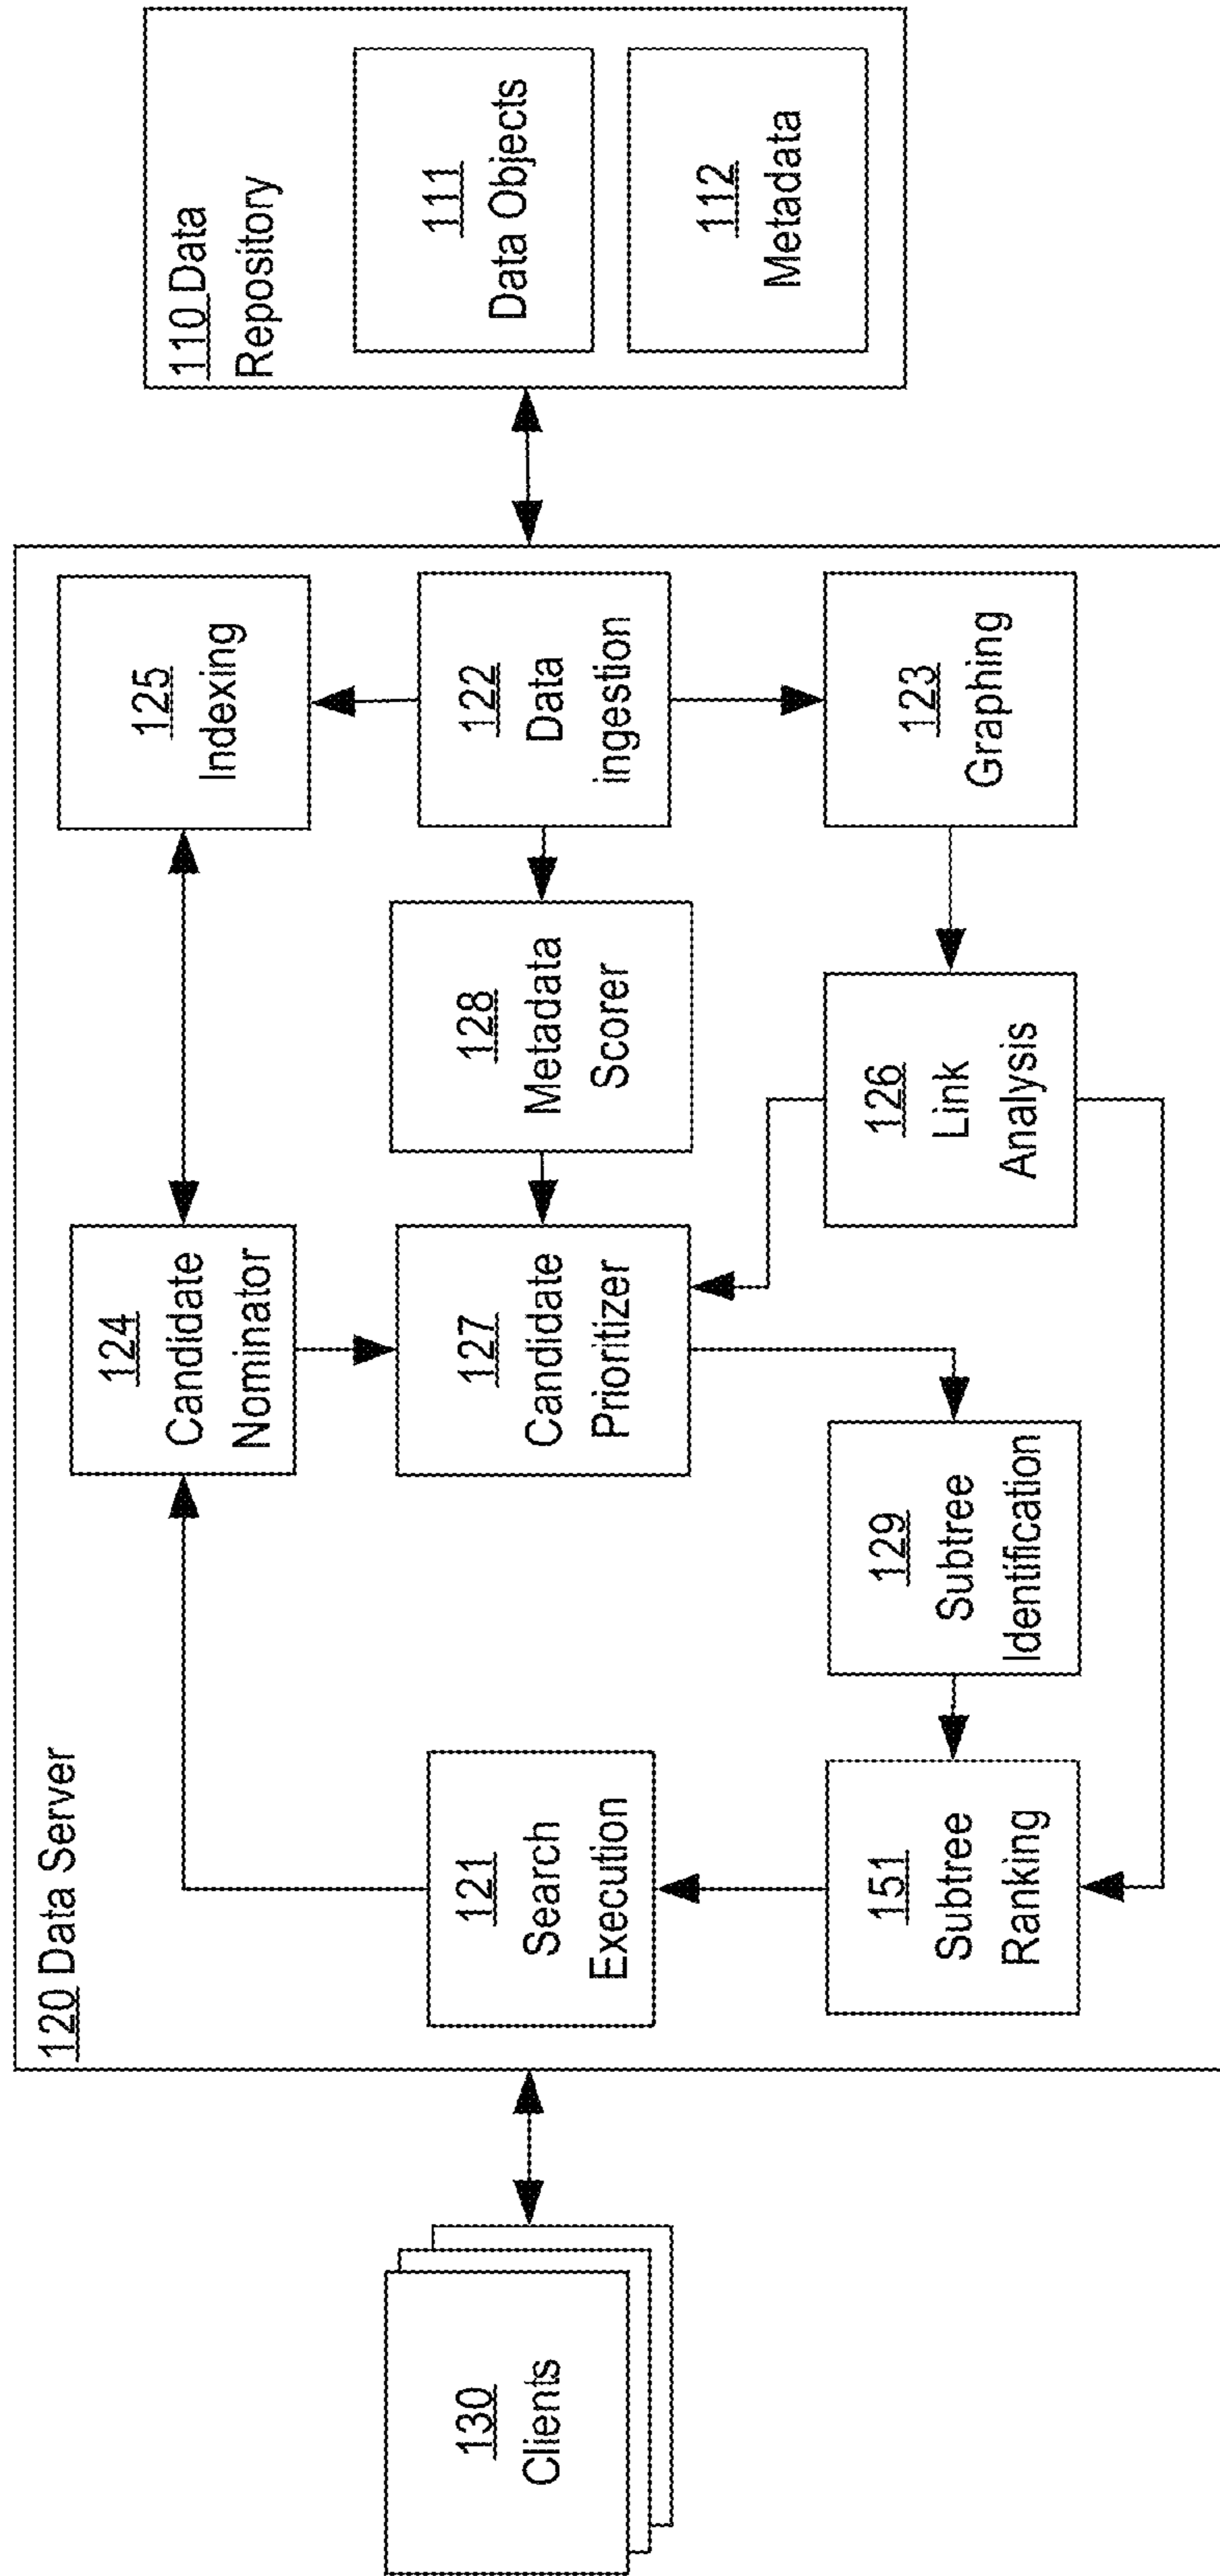 120 Data Server
110 Data
Repository
130
Clients
121
Search
Execution
124
Candidate
Nominator
125
Indexing
127
Candidate
Prioritizer
128
Metadata
Scorer
122
Data
ingestion
151
Subtree
Ranking
129
Subtree
Identification
126
Link
Analysis
123
Graphing
111
Data Objects
112
Metadata